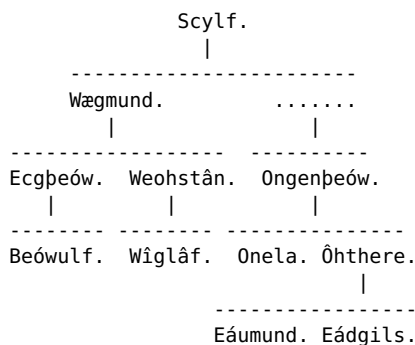 Scylf.
|
------------------------
Wægmund. .......
| |
------------------ ----------
Ecgþeów. Weohstân. Ongenþeów.
| | |
-------- -------- ---------------
Beówulf. Wîglâf. Onela. Ôhthere.
|
-----------------
Eáumund. Eádgils.